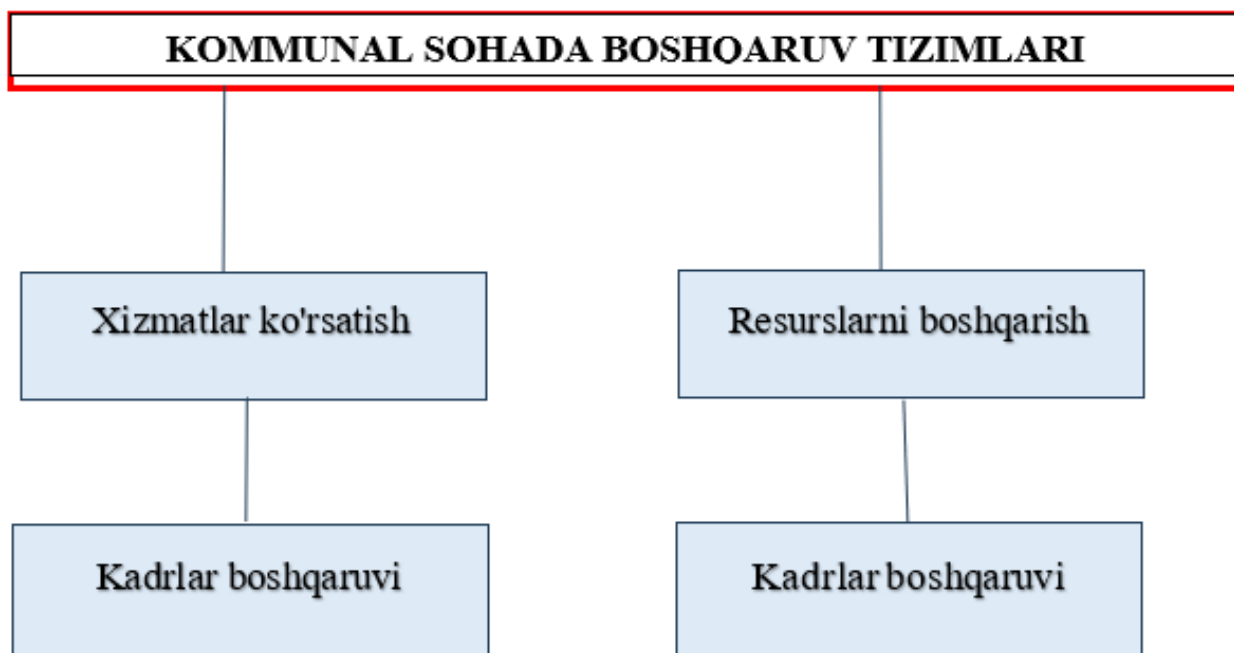 KOMMUNAL SOHADA BOSHQARUV TIZIMLARI
Xizmatlar ko'rsatish
Resurslarni boshqarish
Kadrlar boshqaruvi
Kadrlar boshqaruvi